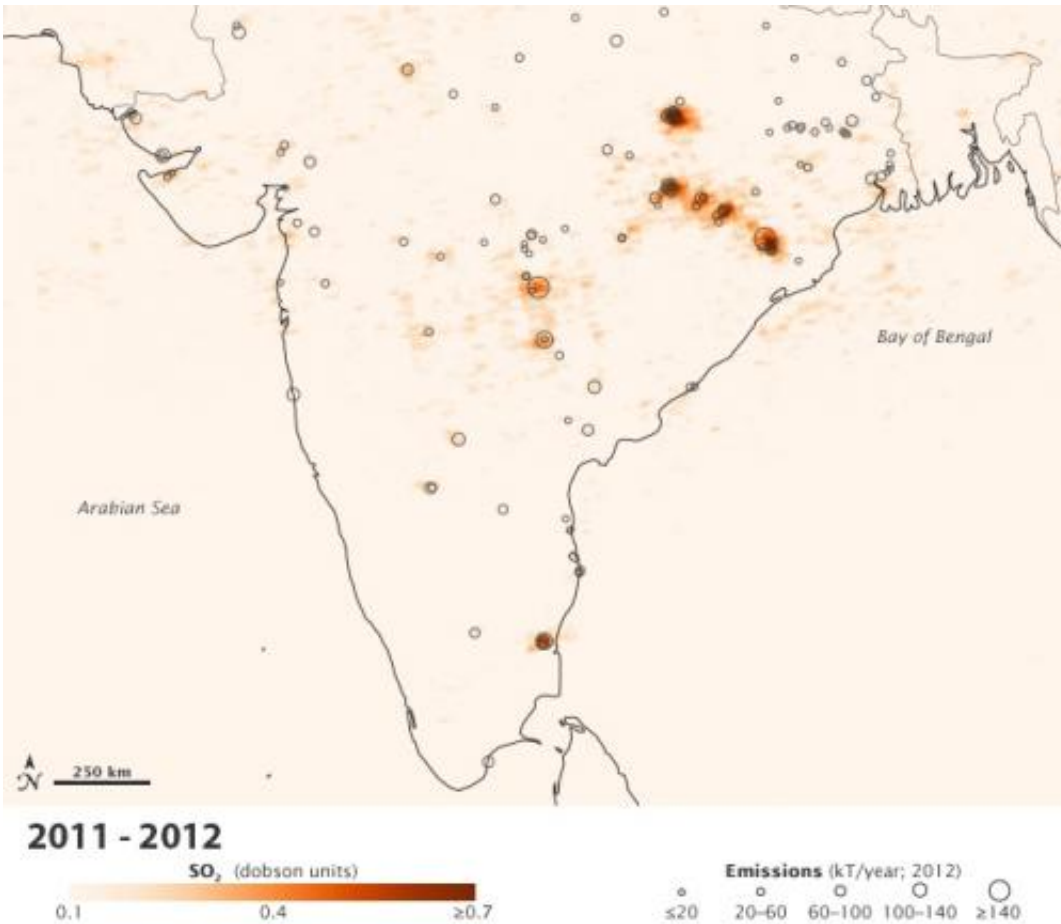 Bay of Bengal
Arabian Sea
N
250 km
2011 - 2012
SO₂ (dobson units)
0.1 0.4 ≥0.7
Emissions (kT/year; 2012)
≤20 20–60 60–100 100–140 ≥140